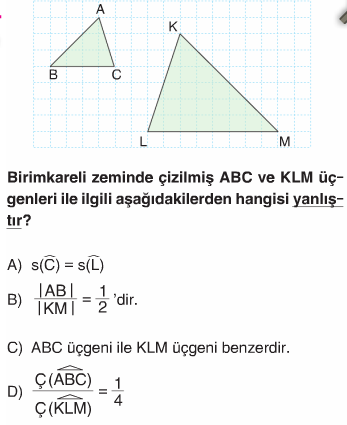 A
K
B
C
L
M
Birimkareli zeminde çizilmiş ABC ve KLM üç-
genleri ile ilgili aşağıdakilerden hangisi yanlış-
tır?
A) s(Ĉ) = s(L̂)
B) |AB| / |KM| = 1/2 'dir.
C) ABC üçgeni ile KLM üçgeni benzerdir.
D) Ç(ABC) / Ç(KLM) = 1/4